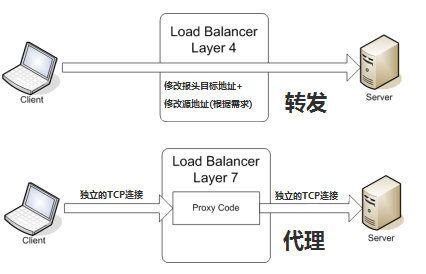 Load Balancer
Layer 4
修改报头目标地址+
修改源地址(根据需求)
转发
Client
Server
Load Balancer
Layer 7
独立的TCP连接
Proxy Code
独立的TCP连接
代理
Client
Server